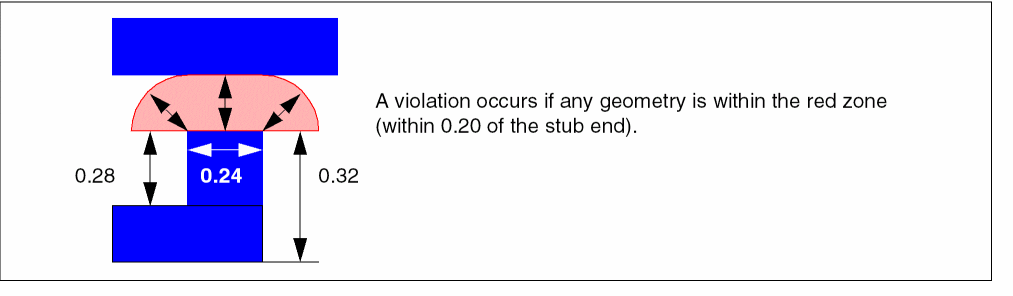 A violation occurs if any geometry is within the red zone
(within 0.20 of the stub end).
0.28
0.24
0.32